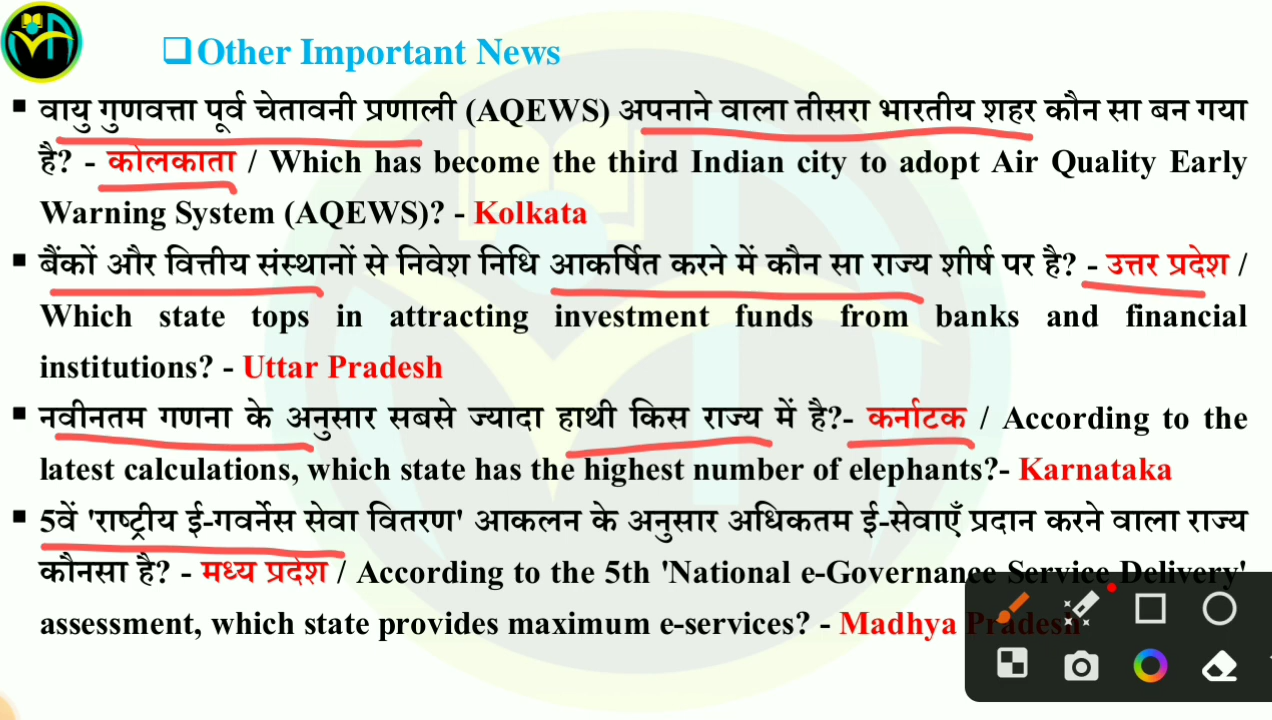 Other Important News
वायु गुणवत्ता पूर्व चेतावनी प्रणाली (AQEWS) अपनाने वाला तीसरा भारतीय शहर कौन सा बन गया
है? - कोलकाता / Which has become the third Indian city to adopt Air Quality Early
Warning System (AQEWS)? - Kolkata
बैंकों और वित्तीय संस्थानों से निवेश निधि आकर्षित करने में कौन सा राज्य शीर्ष पर है? - उत्तर प्रदेश /
Which state tops in attracting investment funds from banks and financial
institutions? - Uttar Pradesh
नवीनतम गणना के अनुसार सबसे ज्यादा हाथी किस राज्य में है?- कर्नाटक / According to the
latest calculations, which state has the highest number of elephants?- Karnataka
5वें 'राष्ट्रीय ई-गवर्नेस सेवा वितरण' आकलन के अनुसार अधिकतम ई-सेवाएँ प्रदान करने वाला राज्य
कौनसा है? - मध्य प्रदेश / According to the 5th 'National e-Governance Service Delivery'
assessment, which state provides maximum e-services? - Madhya Pradesh